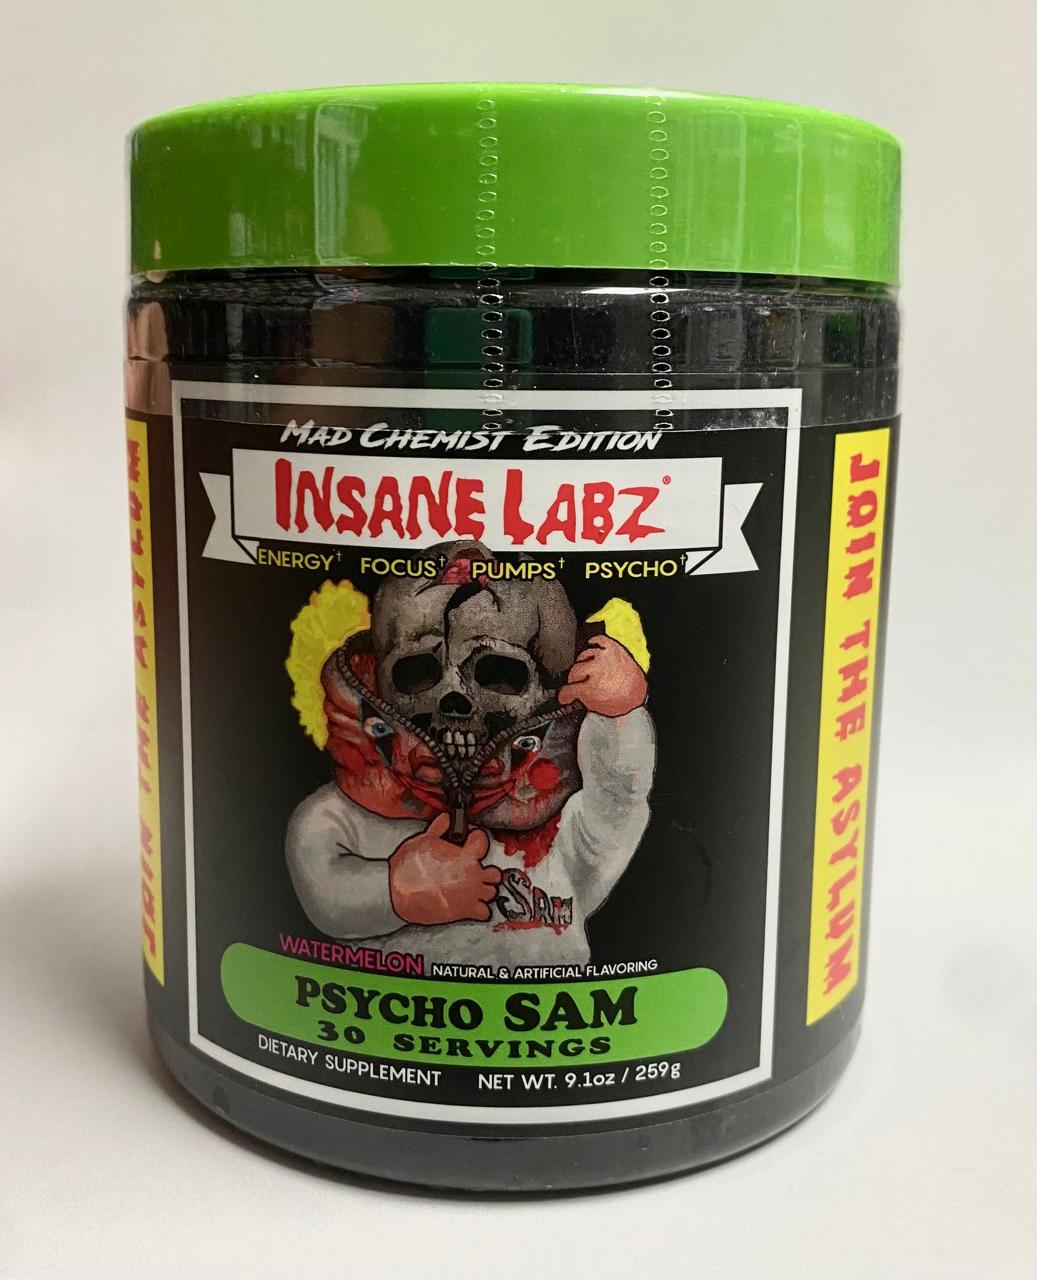 MAD CHEMIST EDITION
INSANE LABZ®
ENERGY† FOCUS† PUMPS† PSYCHO†
SAM
WATERMELON NATURAL & ARTIFICIAL FLAVORING
PSYCHO SAM
30 SERVINGS
DIETARY SUPPLEMENT NET WT. 9.1oz / 259g
JOIN THE ASYLUM
JOIN THE ASYLUM